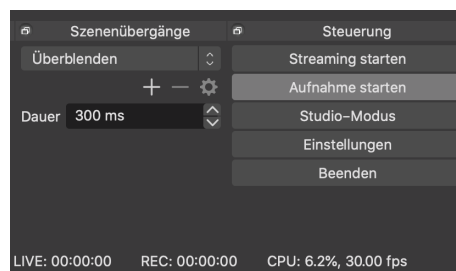 Szenenübergänge
Überblenden
Dauer 300 ms
Steuerung
Streaming starten
Aufnahme starten
Studio-Modus
Einstellungen
Beenden
LIVE: 00:00:00 REC: 00:00:00 CPU: 6.2%, 30.00 fps